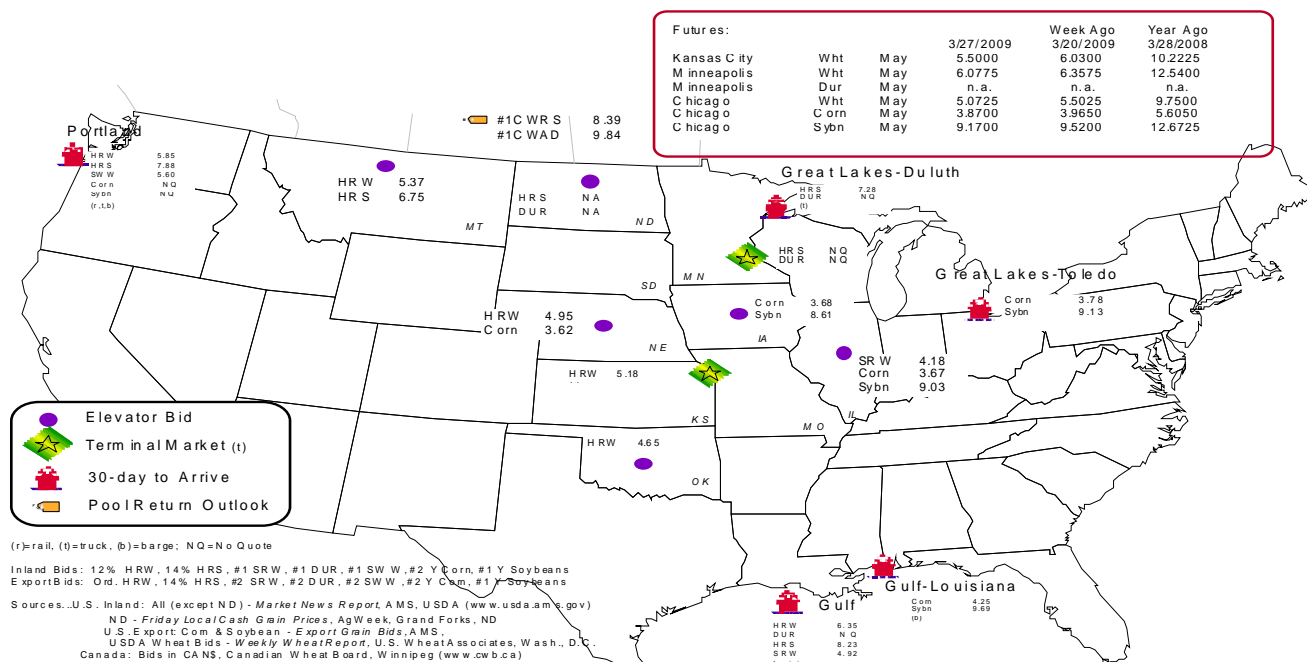 Futures:
Week Ago Year Ago
3/27/2009 3/20/2009 3/28/2008
Kansas City Wht May 5.5000 6.0300 10.2225
Minneapolis Wht May 6.0775 6.3575 12.5400
Minneapolis Dur May n.a. n.a. n.a.
Chicago Wht May 5.0725 5.5025 9.7500
Chicago Corn May 3.8700 3.9650 5.6050
Chicago Sybn May 9.1700 9.5200 12.6725
#1CWRS 8.39
#1CWAD 9.84
Portland
HRW 5.85
HRS 7.88
SWW 5.60
Corn NQ
Sybn NQ
(r,t,b)
HRW 5.37
HRS 6.75
MT
HRS NA
DUR NA
ND
Great Lakes-Duluth
HRS 7.28
DUR NQ
(t)
HRS NQ
DUR NQ
MN
SD
Great Lakes-Toledo
Corn 3.78
Sybn 9.13
Corn 3.68
Sybn 8.61
IA
HRW 4.95
Corn 3.62
NE
SRW 4.18
Corn 3.67
Sybn 9.03
IL
HRW 5.18
KS
MO
HRW 4.65
OK
Elevator Bid
Terminal Market (t)
30-day to Arrive
Pool Return Outlook
Gulf-Louisiana
Corn 4.25
Sybn 9.69
(b)
Gulf
HRW 6.35
DUR NQ
HRS 8.23
SRW 4.92
(r)=rail, (t)=truck, (b)=barge; NQ=No Quote
Inland Bids: 12% HRW, 14% HRS, #1 SRW, #1 DUR, #1 SWW, #2 Y Corn, #1 Y Soybeans
Export Bids: Ord. HRW, 14% HRS, #2 SRW, #2 DUR, #2 SWW, #2 Y Corn, #1 Y Soybeans
Sources..U.S. Inland: All (except ND) - Market News Report, AMS, USDA (www.usda.ams.gov)
ND - Friday Local Cash Grain Prices, AgWeek, Grand Forks, ND
U.S. Export: Corn & Soybean - Export Grain Bids, AMS,
USDA Wheat Bids - Weekly Wheat Report, U.S. Wheat Associates, Wash., D.C.
Canada: Bids in CAN$, Canadian Wheat Board, Winnipeg (www.cwb.ca)